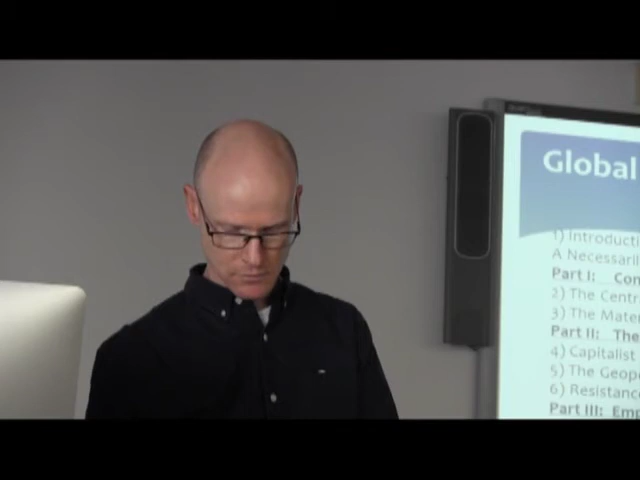 Global
1) Introducti
A Necessaril
Part I: Con
2) The Centr
3) The Mater
Part II: The
4) Capitalist
5) The Geop
6) Resistanc
Part III: Emp